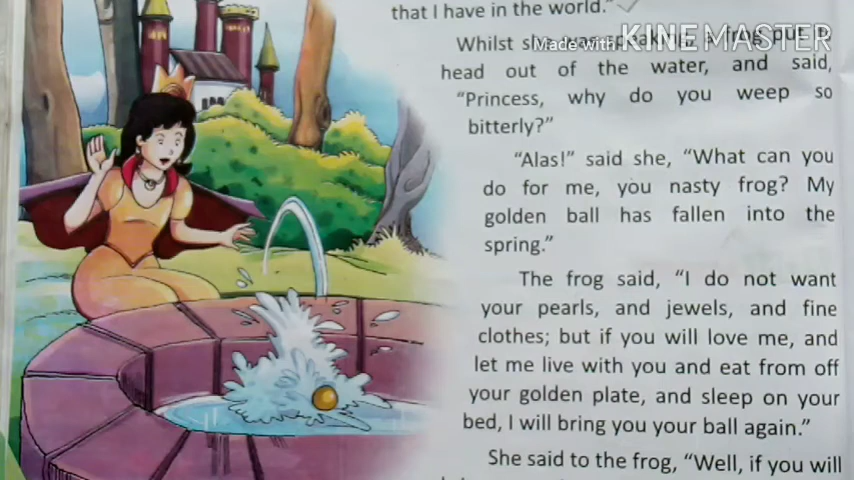 that I have in the world."
Whilst she was speaking, a frog put its
Made with KINEMASTER
head out of the water, and said,
"Princess, why do you weep so
bitterly?"
"Alas!" said she, "What can you
do for me, you nasty frog? My
golden ball has fallen into the
spring."
The frog said, "I do not want
your pearls, and jewels, and fine
clothes; but if you will love me, and
let me live with you and eat from off
your golden plate, and sleep on your
bed, I will bring you your ball again."
She said to the frog, "Well, if you will